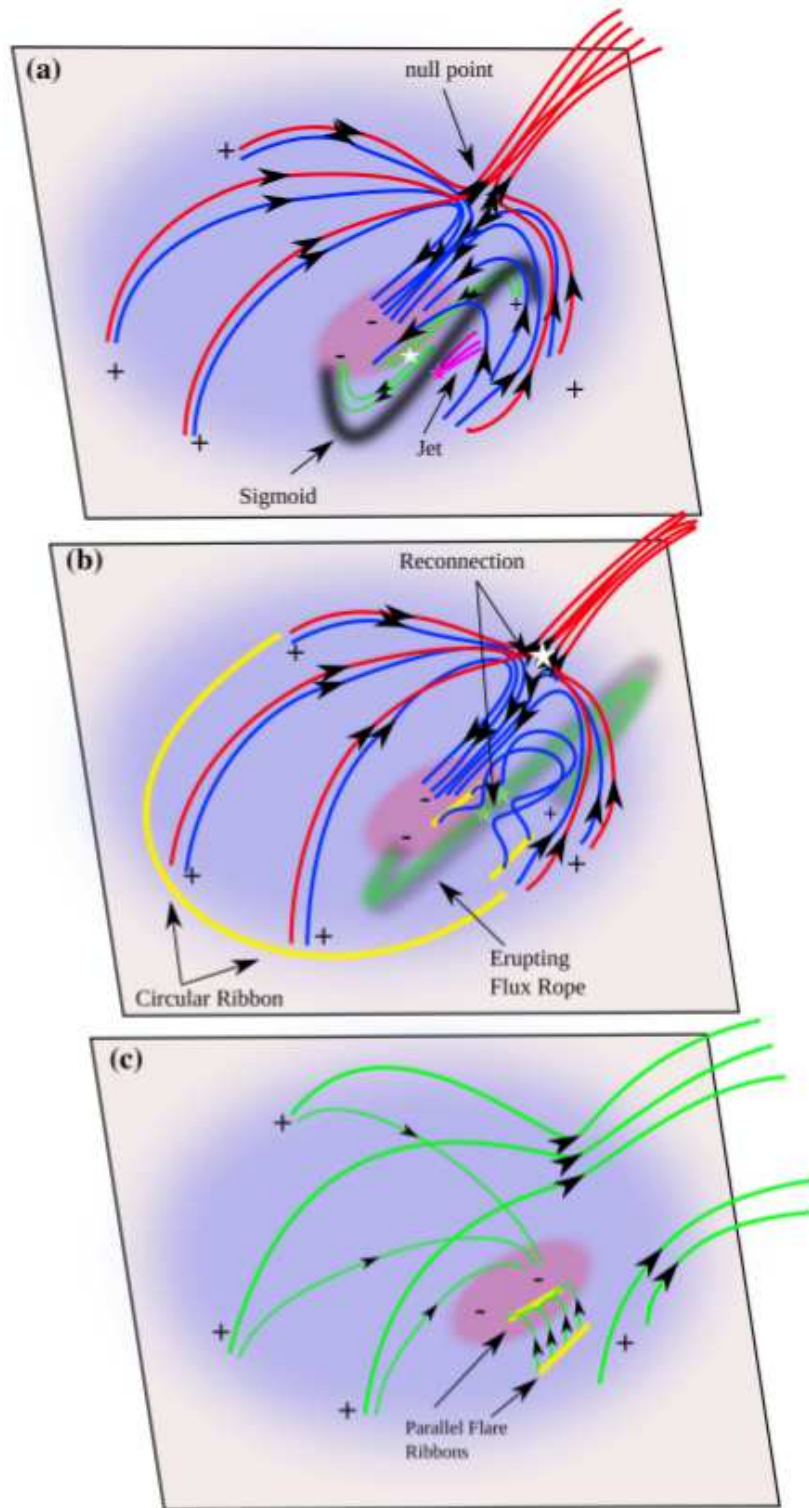 (a)
null point
+
+
-
-
+
+
+
Jet
Sigmoid
(b)
Reconnection
+
-
-
+
+
+
+
Circular Ribbon
Erupting
Flux Rope
(c)
+
-
-
+
+
+
Parallel Flare
Ribbons